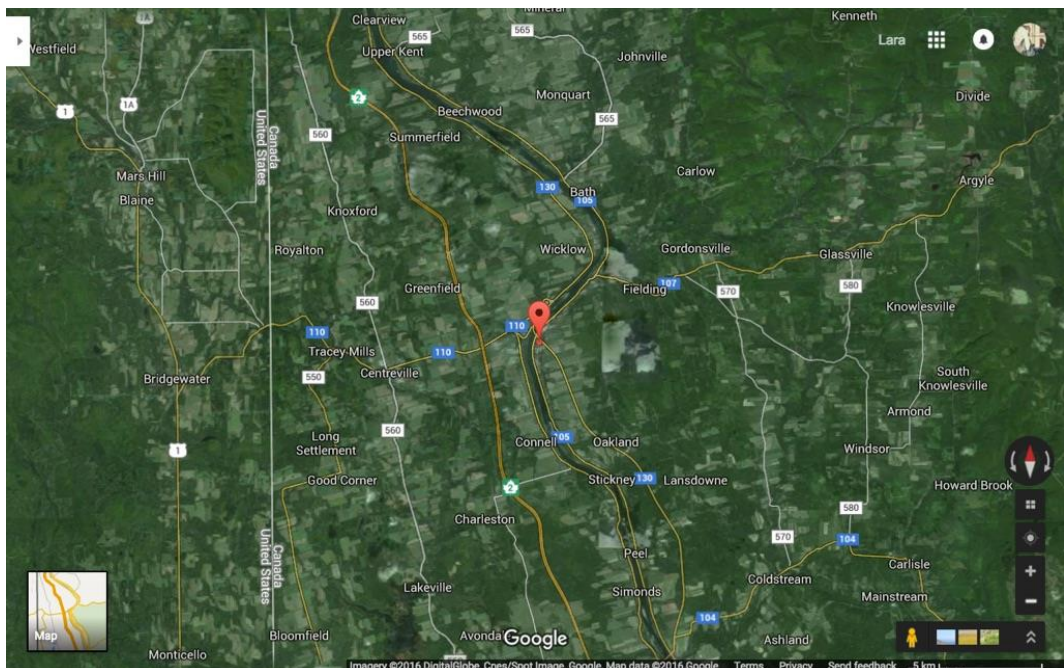 Mineral
Kenneth
1A
Clearview
565
565
Westfield
Upper Kent
Lara
Johnville
1A
2
Monquart
Divide
1
Beechwood
565
560
Summerfield
Canada
United States
Mars Hill
Carlow
Argyle
130
Bath
105
Blaine
Knoxford
Royalton
Wicklow
Gordonsville
Glassville
Greenfield
Fielding
107
570
580
560
Knowlesville
110
110
Tracey Mills
110
Centreville
Bridgewater
550
South
Knowlesville
Armond
560
Long
Settlement
Connell
105
Oakland
1
Windsor
Good Corner
Stickney
130
Lansdowne
Howard Brook
2
580
Charleston
570
104
Canada
United States
Peel
Carlisle
Coldstream
Lakeville
Simonds
Mainstream
104
Map
Bloomfield
Avonda
Google
Ashland
Monticello
Imagery ©2016 DigitalGlobe, Cnes/Spot Image, Google, Map data ©2016 Google Terms Privacy Send feedback 5 km